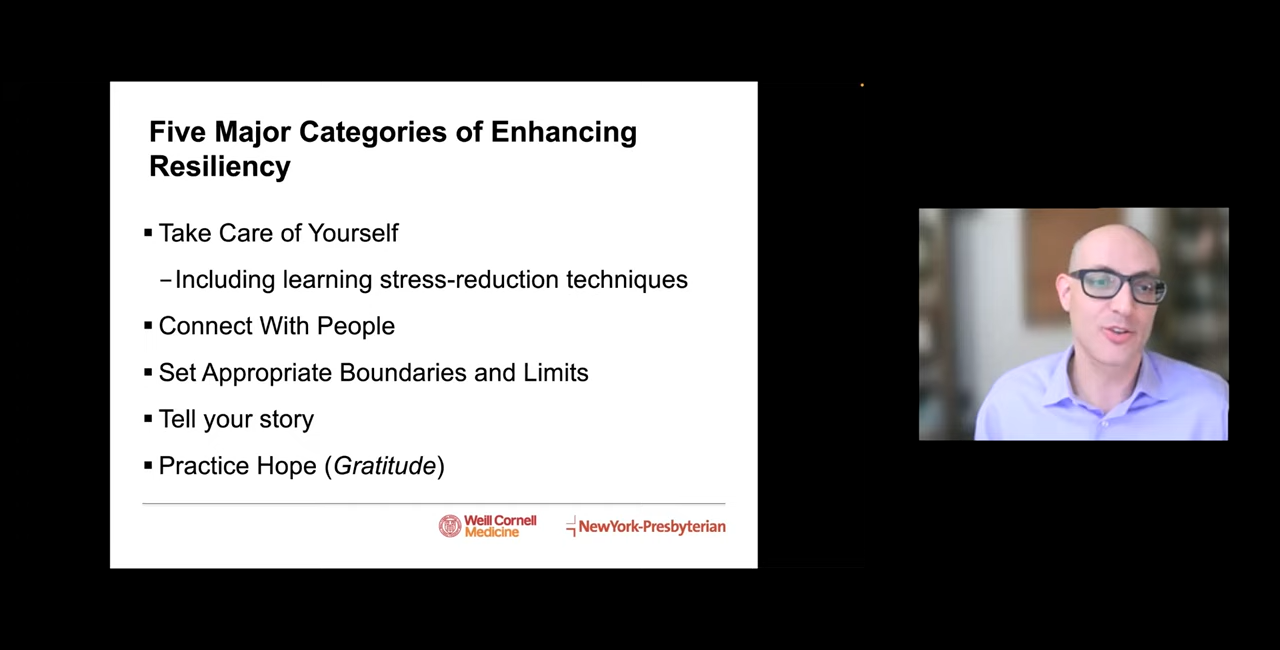 Five Major Categories of Enhancing
Resiliency
▪ Take Care of Yourself
–Including learning stress-reduction techniques
▪ Connect With People
▪ Set Appropriate Boundaries and Limits
▪ Tell your story
▪ Practice Hope (Gratitude)
Weill Cornell
Medicine
NewYork-Presbyterian